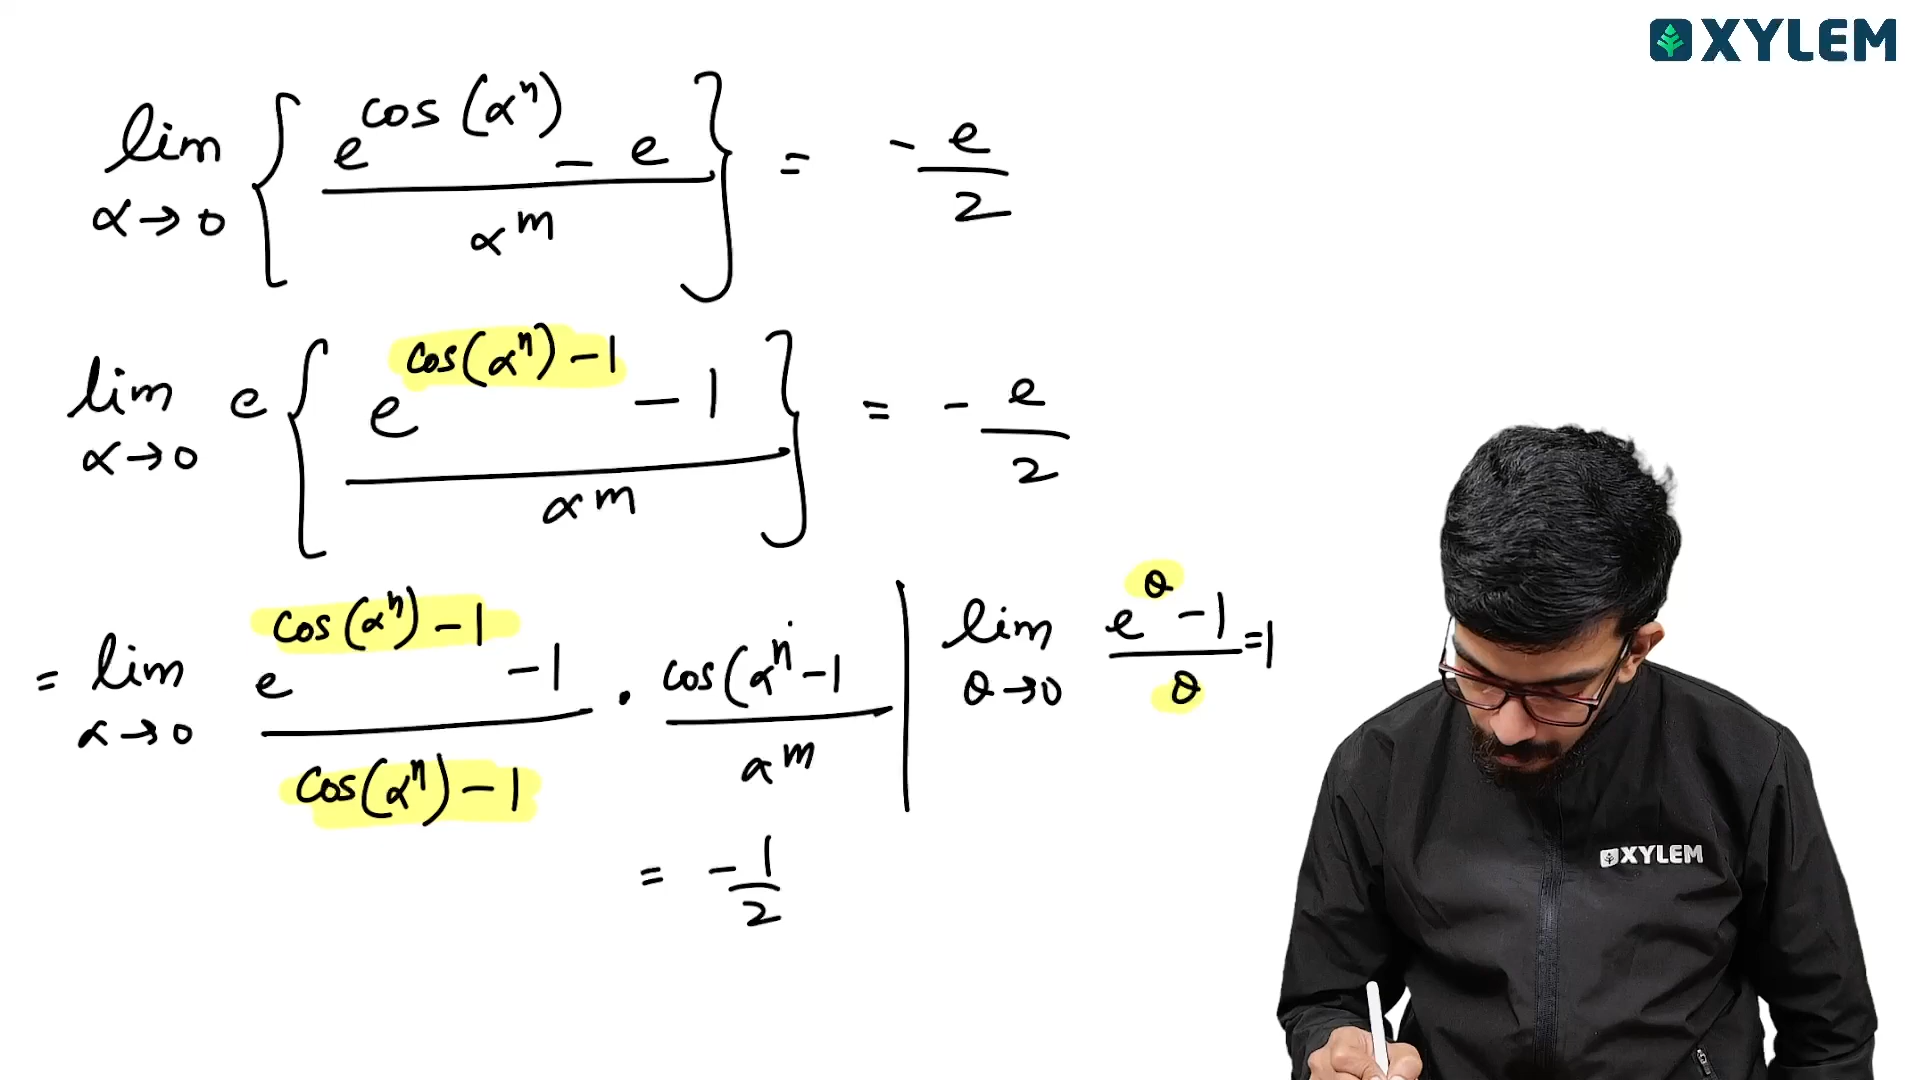 XYLEM
lim α→0 { (e^cos(α^n) − e) / α^m } = − e/2
lim α→0 e { (e^(cos(α^n) − 1) − 1) / α^m } = − e/2
= lim α→0 (e^(cos(α^n) − 1) − 1) / (cos(α^n) − 1) . (cos(α^n − 1) / α^m | lim θ→0 (e^θ − 1) / θ = 1
= − 1/2
XYLEM